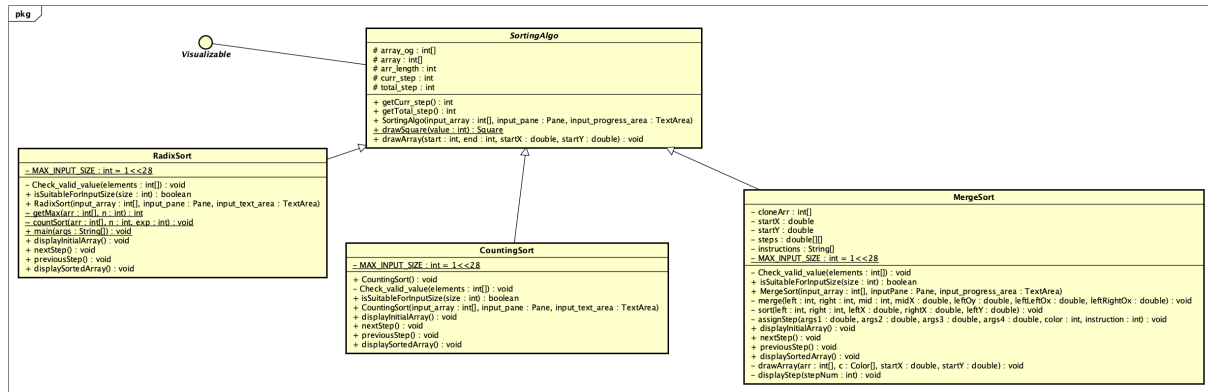 pkg
Visualizable
SortingAlgo
# array_og : int[]
# array : int[]
# arr_length : int
# curr_step : int
# total_step : int
+ getCurr_step() : int
+ getTotal_step() : int
+ SortingAlgo(input_array : int[], input_pane : Pane, input_progress_area : TextArea)
+ drawSquare(value : int) : Square
+ drawArray(start : int, end : int, startX : double, startY : double) : void
RadixSort
- MAX_INPUT_SIZE : int = 1<<28
- Check_valid_value(elements : int[]) : void
+ isSuitableForInputSize(size : int) : boolean
+ RadixSort(input_array : int[], input_pane : Pane, input_text_area : TextArea)
~ getMax(arr : int[], n : int) : int
~ countSort(arr : int[], n : int, exp : int) : void
+ main(args : String[]) : void
+ displayInitialArray() : void
+ nextStep() : void
+ previousStep() : void
+ displaySortedArray() : void
CountingSort
- MAX_INPUT_SIZE : int = 1<<28
+ CountingSort() : void
- Check_valid_value(elements : int[]) : void
+ isSuitableForInputSize(size : int) : boolean
+ CountingSort(input_array : int[], input_pane : Pane, input_text_area : TextArea)
+ displayInitialArray() : void
+ nextStep() : void
+ previousStep() : void
+ displaySortedArray() : void
MergeSort
- cloneArr : int[]
- startX : double
- startY : double
- steps : double[][]
- instructions : String[]
- MAX_INPUT_SIZE : int = 1<<28
- Check_valid_value(elements : int[]) : void
+ isSuitableForInputSize(size : int) : boolean
+ MergeSort(input_array : int[], inputPane : Pane, input_progress_area : TextArea)
- merge(left : int, right : int, mid : int, midX : double, leftOy : double, leftLeftOx : double, leftRightOx : double) : void
- sort(left : int, right : int, leftX : double, rightX : double, leftY : double) : void
- assignStep(args1 : double, args2 : double, args3 : double, args4 : double, color : int, instruction : int) : void
+ displayInitialArray() : void
+ nextStep() : void
+ previousStep() : void
+ displaySortedArray() : void
- drawArray(arr : int[], c : Color[], startX : double, startY : double) : void
- displayStep(stepNum : int) : void